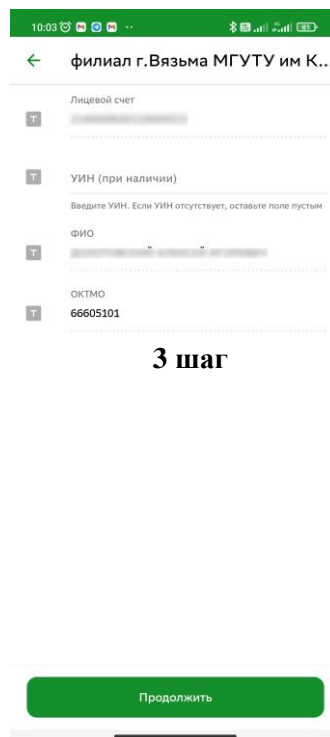 10:03
филиал г.Вязьма МГУТУ им К...
Лицевой счет
УИН (при наличии)
Введите УИН. Если УИН отсутствует, оставьте поле пустым
ФИО
ОКТМО
66605101
3 шаг
Продолжить